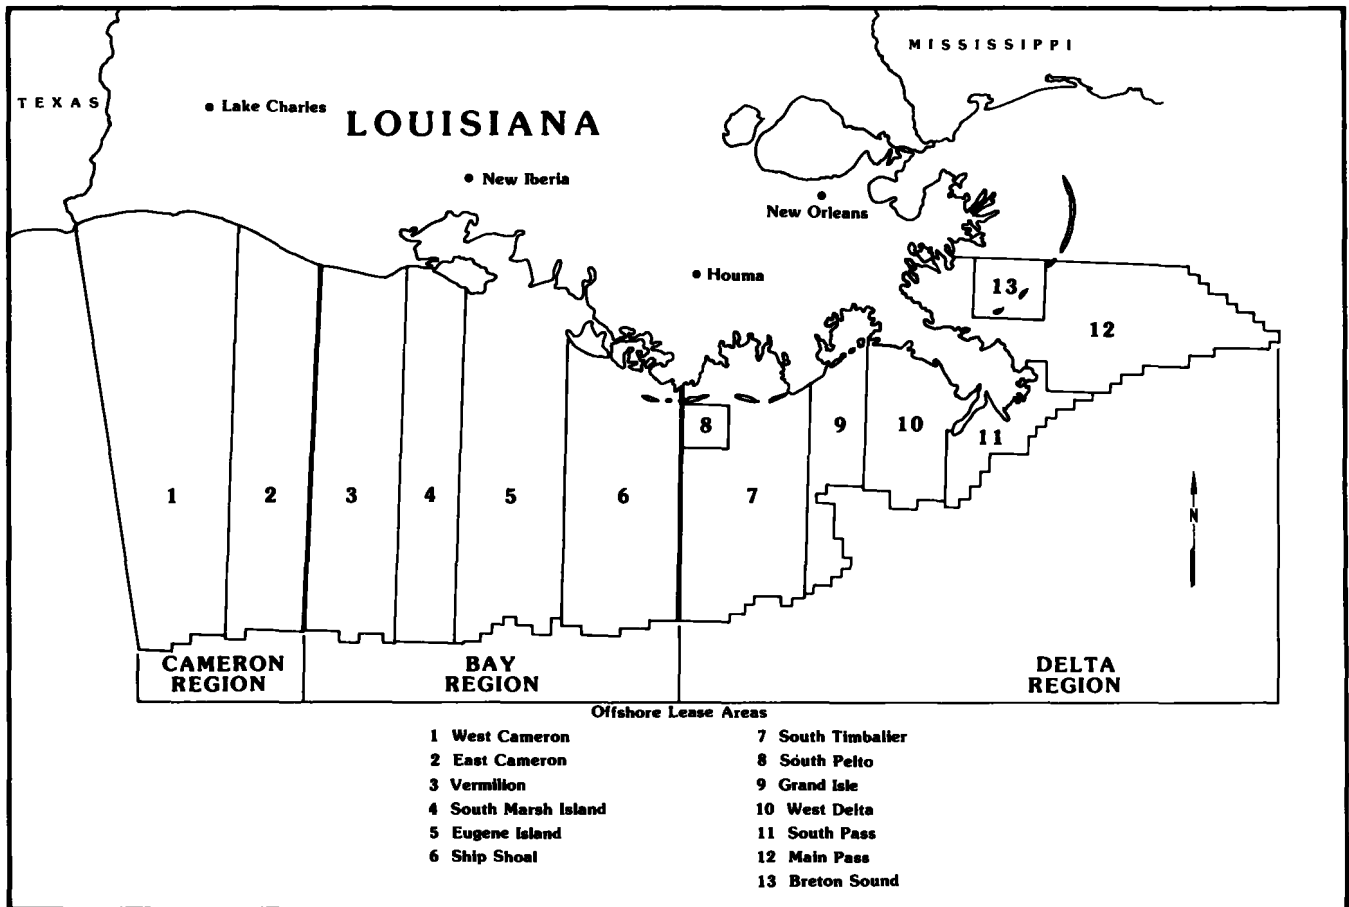 MISSISSIPPI
TEXAS
Lake Charles
LOUISIANA
New Iberia
New Orleans
Houma
13
12
8
9
10
11
1
2
3
4
5
6
7
N
CAMERON
REGION
BAY
REGION
DELTA
REGION
Offshore Lease Areas
1 West Cameron
2 East Cameron
3 Vermilion
4 South Marsh Island
5 Eugene Island
6 Ship Shoal
7 South Timbalier
8 South Pelto
9 Grand Isle
10 West Delta
11 South Pass
12 Main Pass
13 Breton Sound